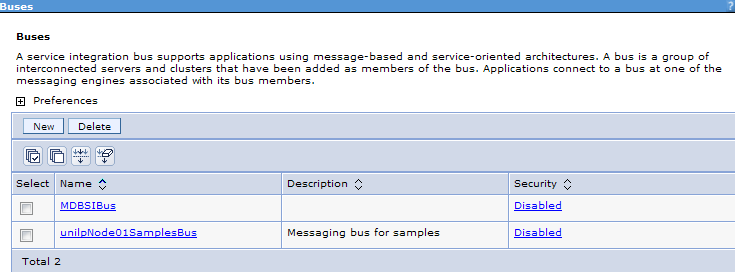 Buses ?
Buses
A service integration bus supports applications using message-based and service-oriented architectures. A bus is a group of
interconnected servers and clusters that have been added as members of the bus. Applications connect to a bus at one of the
messaging engines associated with its bus members.
Preferences
New Delete
Select Name Description Security
MDBSIBus Disabled
unilpNode01SamplesBus Messaging bus for samples Disabled
Total 2